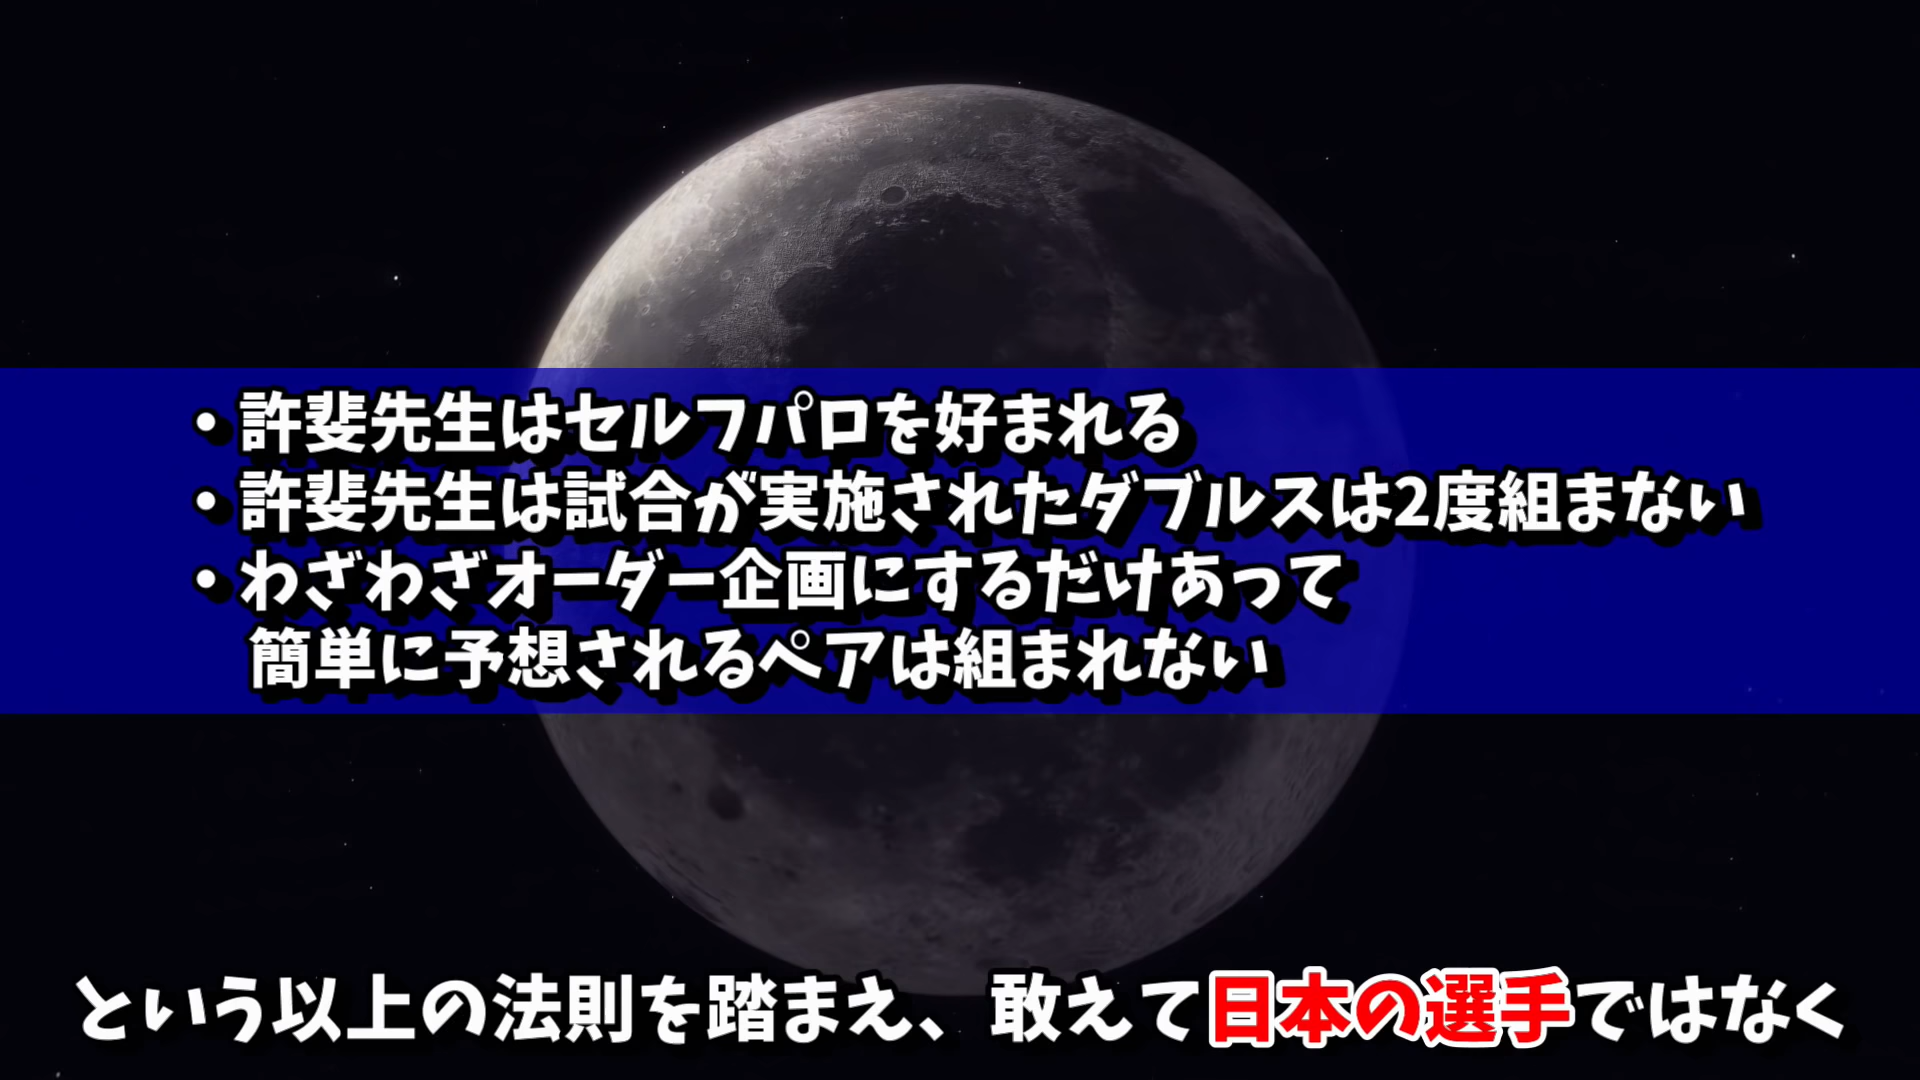 ・許斐先生はセルフパロを好まれる
・許斐先生は試合が実施されたダブルスは2度組まない
・わざわざオーダー企画にするだけあって
簡単に予想されるペアは組まれない
という以上の法則を踏まえ、敢えて日本の選手ではなく